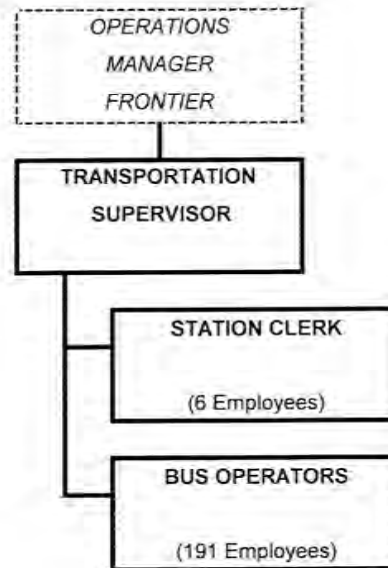 OPERATIONS
MANAGER
FRONTIER
TRANSPORTATION
SUPERVISOR
STATION CLERK
(6 Employees)
BUS OPERATORS
(191 Employees)